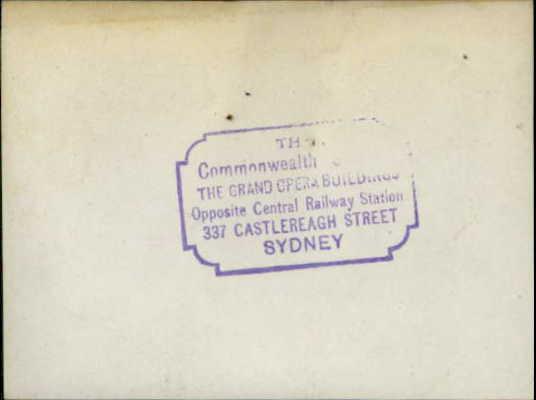 Commonwealth
THE GRAND OPERA BUILDINGS
Opposite Central Railway Station
337 CASTLEREAGH STREET
SYDNEY